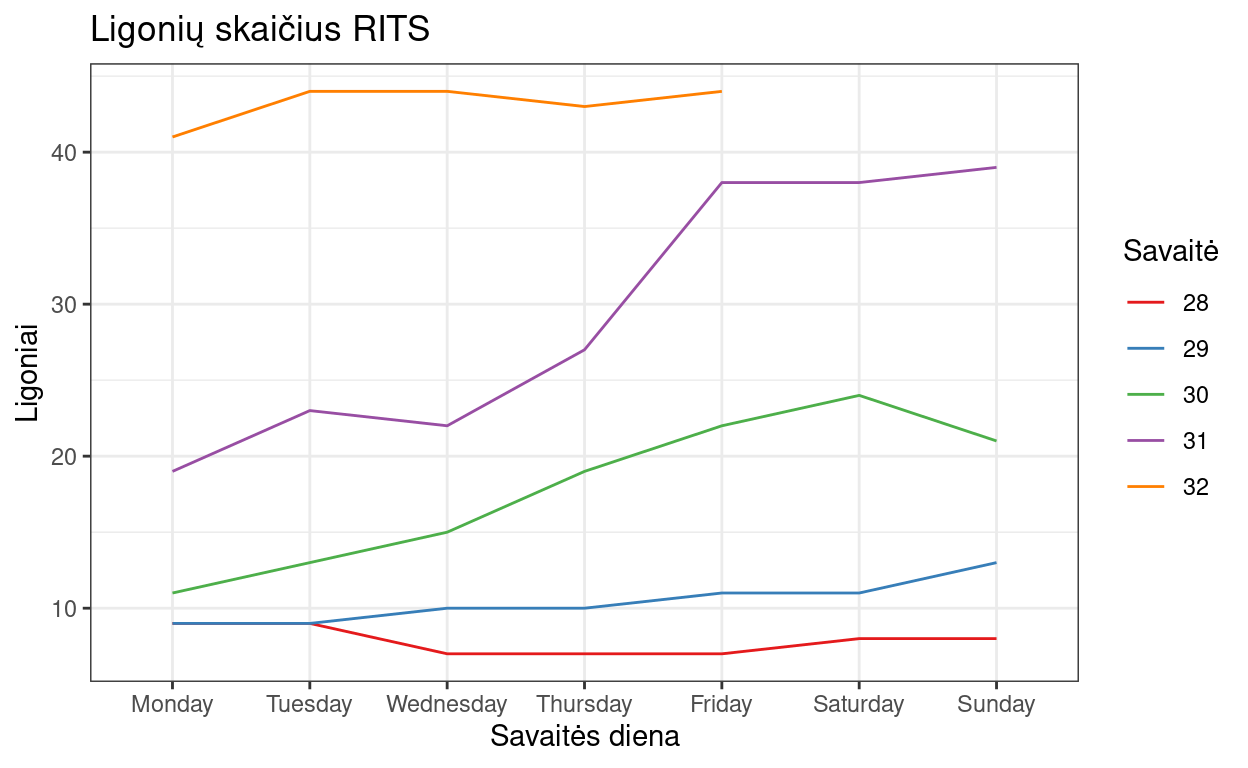 Ligonių skaičius RITS
40
30
20
10
Ligoniai
Monday Tuesday Wednesday Thursday Friday Saturday Sunday
Savaitės diena
Savaitė
28
29
30
31
32